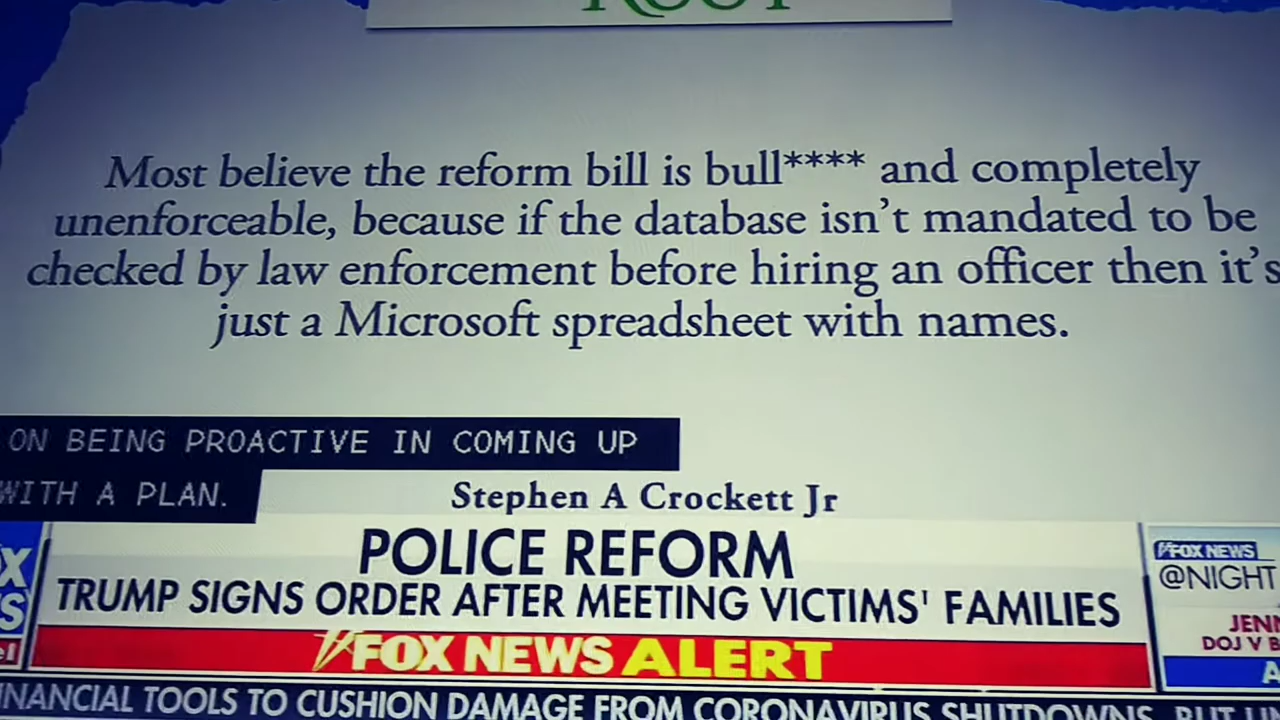 ROOT
Most believe the reform bill is bull**** and completely
unenforceable, because if the database isn't mandated to be
checked by law enforcement before hiring an officer then it's
just a Microsoft spreadsheet with names.
ON BEING PROACTIVE IN COMING UP
WITH A PLAN.
Stephen A Crockett Jr
POLICE REFORM
TRUMP SIGNS ORDER AFTER MEETING VICTIMS' FAMILIES
FOX NEWS ALERT
FOX NEWS
@NIGHT
DOJ V
TOOLS TO CUSHION DAMAGE FROM CORONAVIRUS SHUTDOWNS, BUT